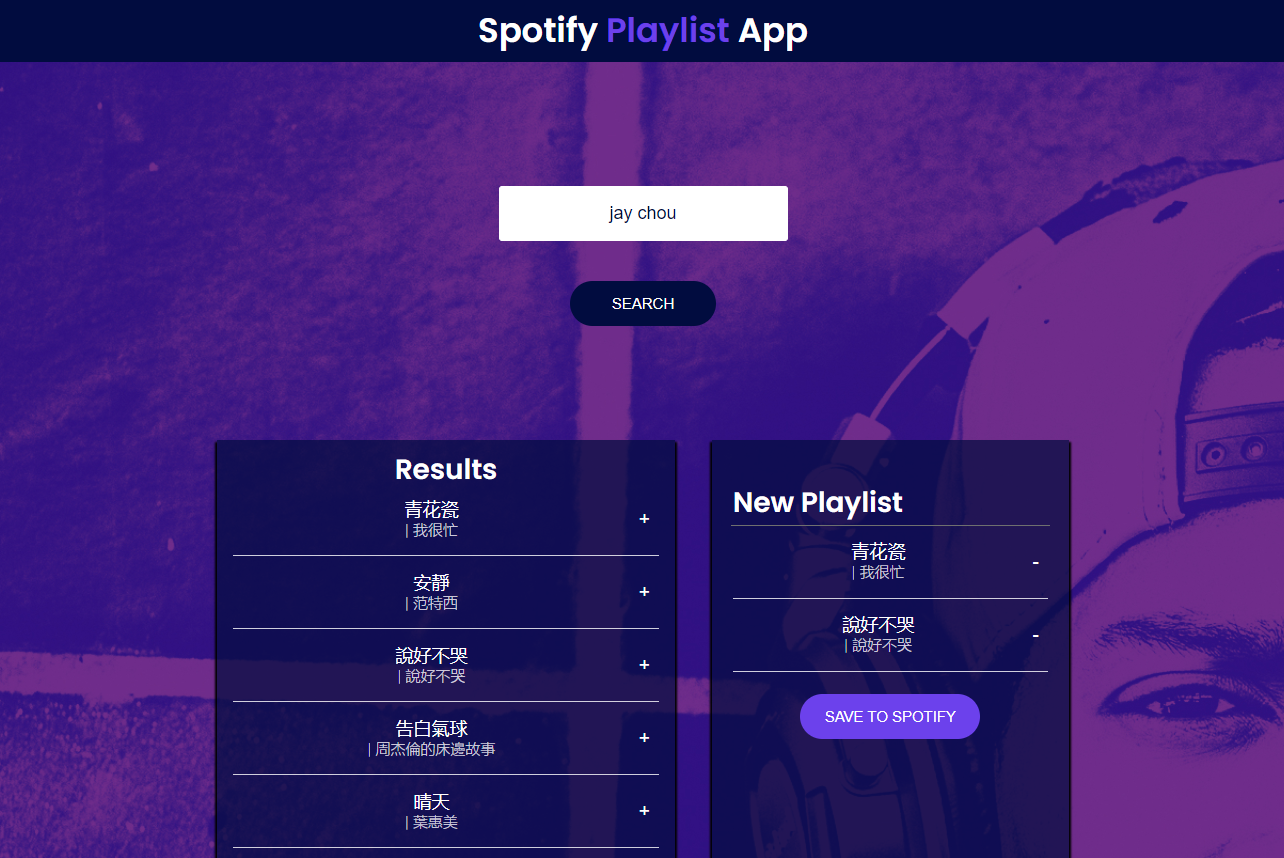 Spotify Playlist App
jay chou
SEARCH
Results
青花瓷
| 我很忙
+
安靜
| 范特西
+
說好不哭
| 說好不哭
+
告白氣球
| 周杰倫的床邊故事
+
晴天
| 葉惠美
+
New Playlist
青花瓷
| 我很忙
-
說好不哭
| 說好不哭
-
SAVE TO SPOTIFY